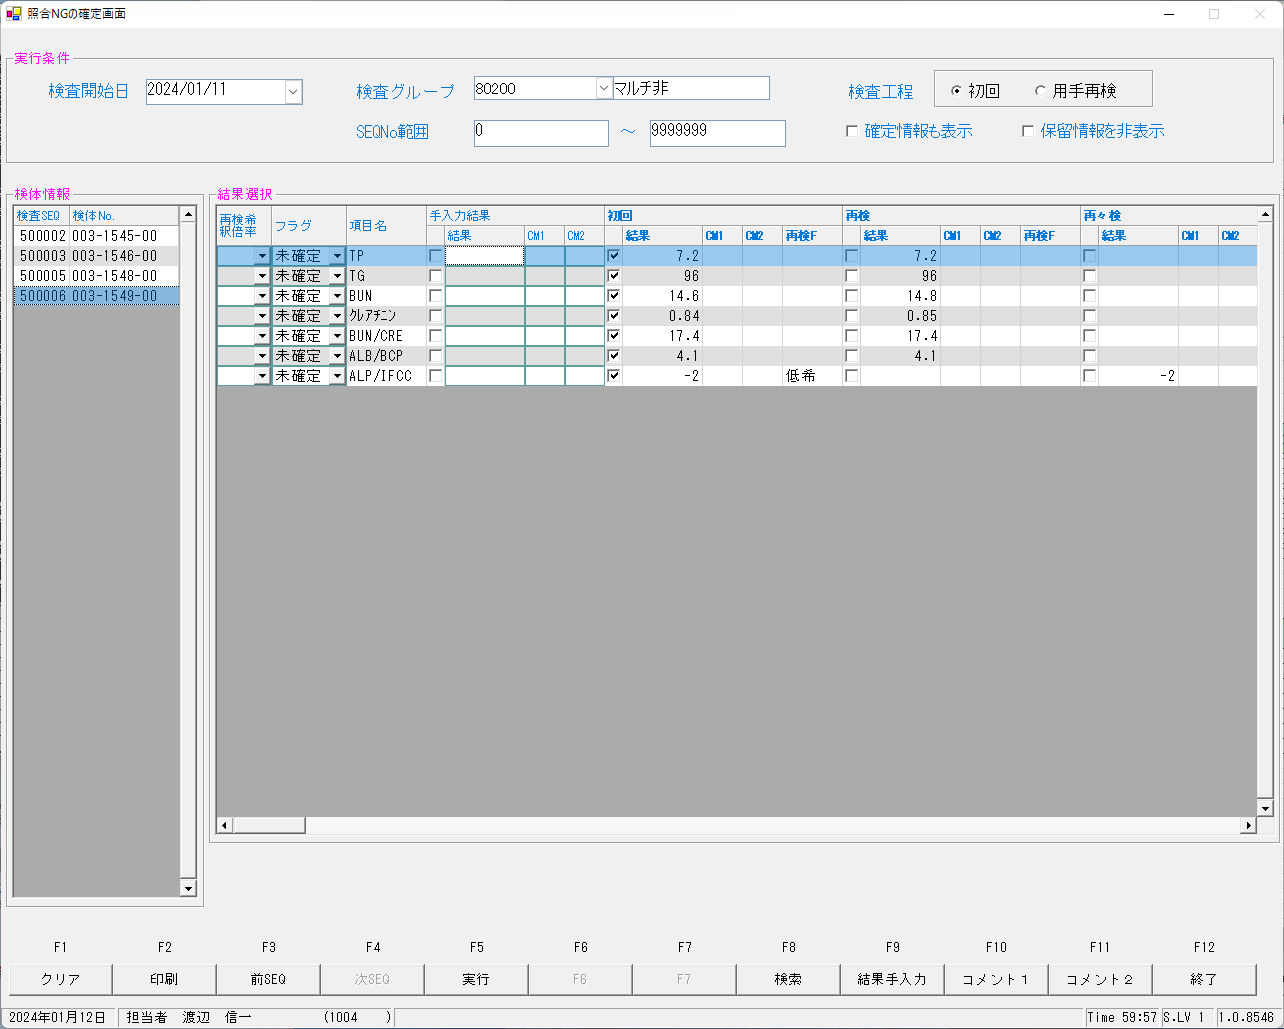 照合NGの確定画面
実行条件
検査開始日 2024/01/11 検査グループ 80200 マルチ非 検査工程 初回 用手再検
SEQNo範囲 0 ～ 9999999 確定情報も表示 保留情報を非表示
検体情報
検査SEQ 検体No.
500002 003-1545-00
500003 003-1546-00
500005 003-1548-00
500006 003-1549-00
結果選択
再検希釈倍率 フラグ 項目名 手入力結果 初回 再検 再々検
結果 CM1 CM2 結果 CM1 CM2 再検F 結果 CM1 CM2 再検F 結果 CM1 CM2
未確定 TP 7.2 7.2
未確定 TG 96 96
未確定 BUN 14.6 14.8
未確定 ｸﾚｱﾁﾆﾝ 0.84 0.85
未確定 BUN/CRE 17.4 17.4
未確定 ALB/BCP 4.1 4.1
未確定 ALP/IFCC -2 低希 -2
F1 F2 F3 F4 F5 F6 F7 F8 F9 F10 F11 F12
クリア 印刷 前SEQ 次SEQ 実行 F6 F7 検索 結果手入力 コメント１ コメント２ 終了
2024年01月12日 担当者 渡辺 信一 (1004 ) Time 59:57 S.LV 1 1.0.8546